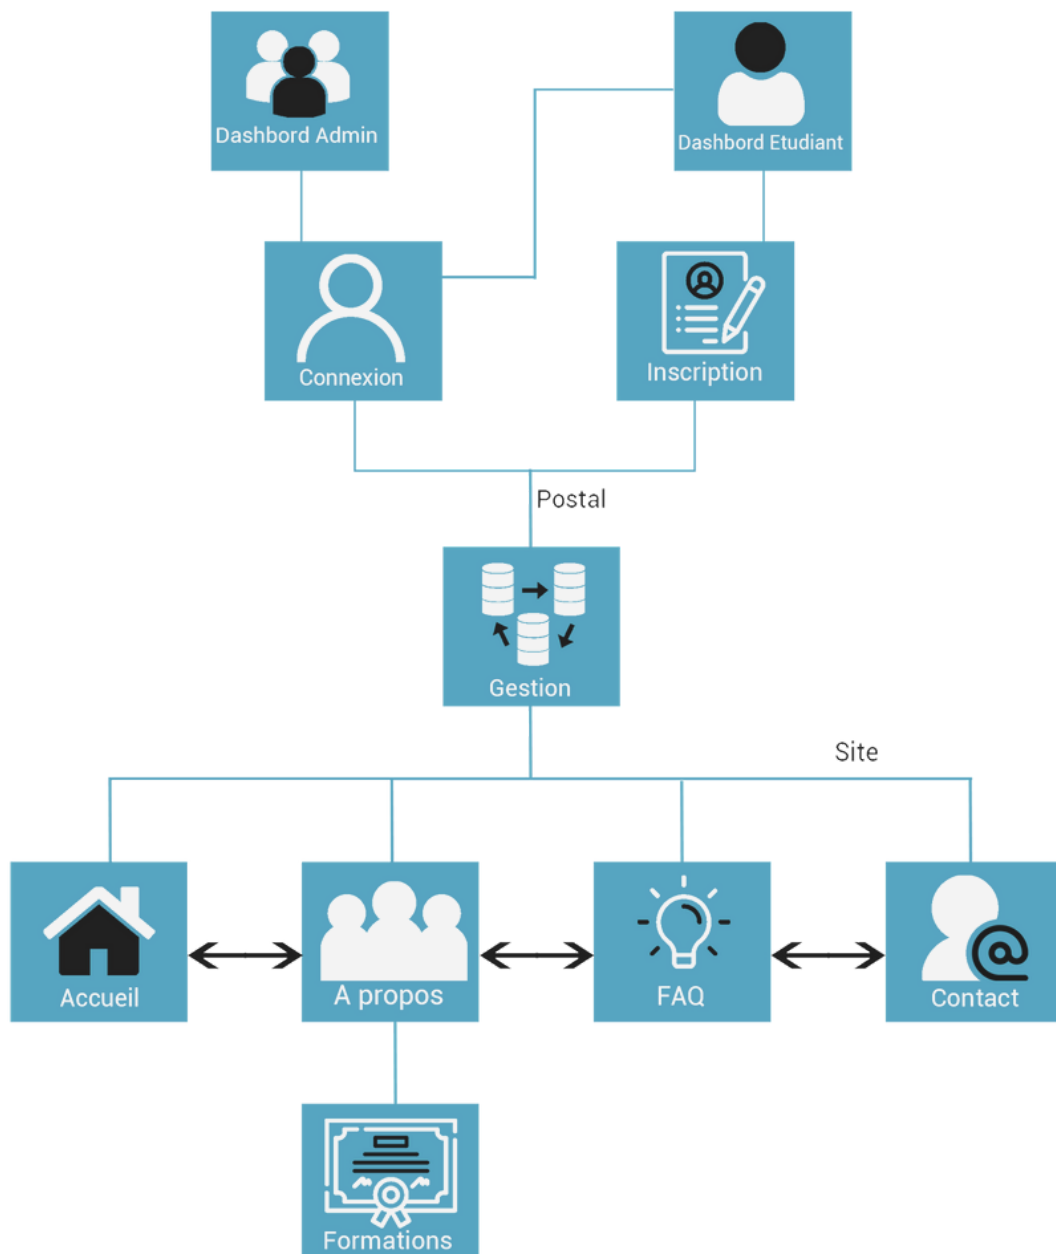 Dashbord Admin
Dashbord Etudiant
Connexion
Inscription
Postal
Gestion
Site
Accueil
A propos
FAQ
Contact
Formations